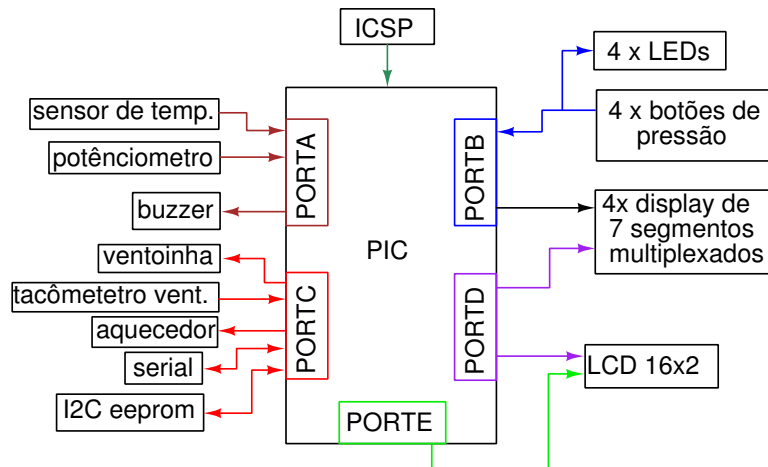 ICSP
sensor de temp.
potênciometro
buzzer
ventoinha
tacômetetro vent.
aquecedor
serial
I2C eeprom
PORTA
PORTC
PIC
PORTE
PORTB
PORTD
4 x LEDs
4 x botões de
pressão
4x display de
7 segmentos
multiplexados
LCD 16x2